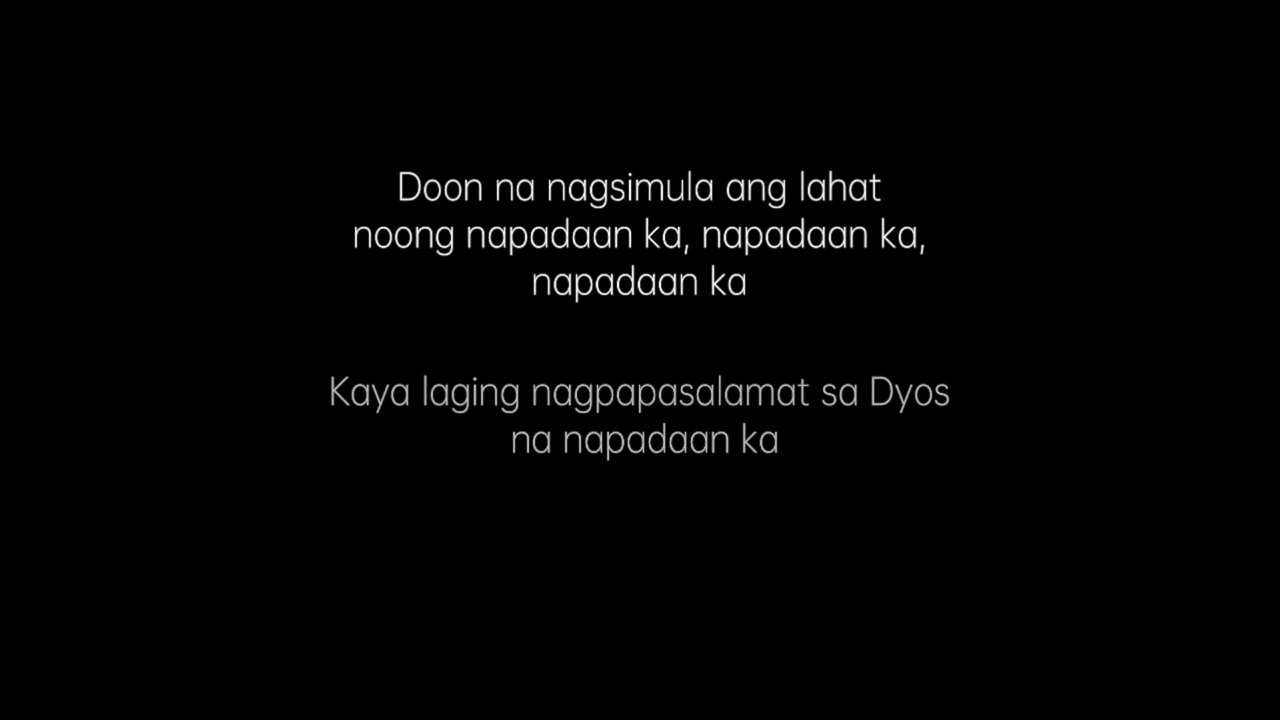 Doon na nagsimula ang lahat
noong napadaan ka, napadaan ka,
napadaan ka
Kaya laging nagpapasalamat sa Dyos
na napadaan ka